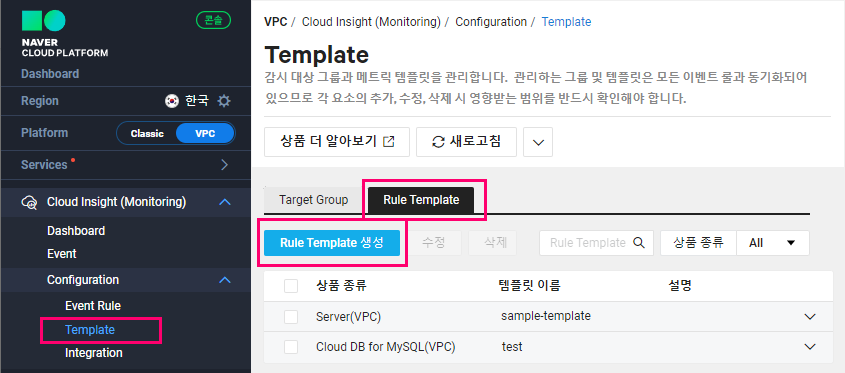 NAVER
CLOUD PLATFORM
콘솔
Dashboard
Region 한국
Platform Classic VPC
Services
Cloud Insight (Monitoring)
Dashboard
Event
Configuration
Event Rule
Template
Integration
VPC / Cloud Insight (Monitoring) / Configuration / Template
Template
감시 대상 그룹과 메트릭 템플릿을 관리합니다. 관리하는 그룹 및 템플릿은 모든 이벤트 룰과 동기화되어
있으므로 각 요소의 추가, 수정, 삭제 시 영향받는 범위를 반드시 확인해야 합니다.
상품 더 알아보기 새로고침
Target Group Rule Template
Rule Template 생성 수정 삭제 Rule Template 상품 종류 All
상품 종류 템플릿 이름 설명
Server(VPC) sample-template
Cloud DB for MySQL(VPC) test